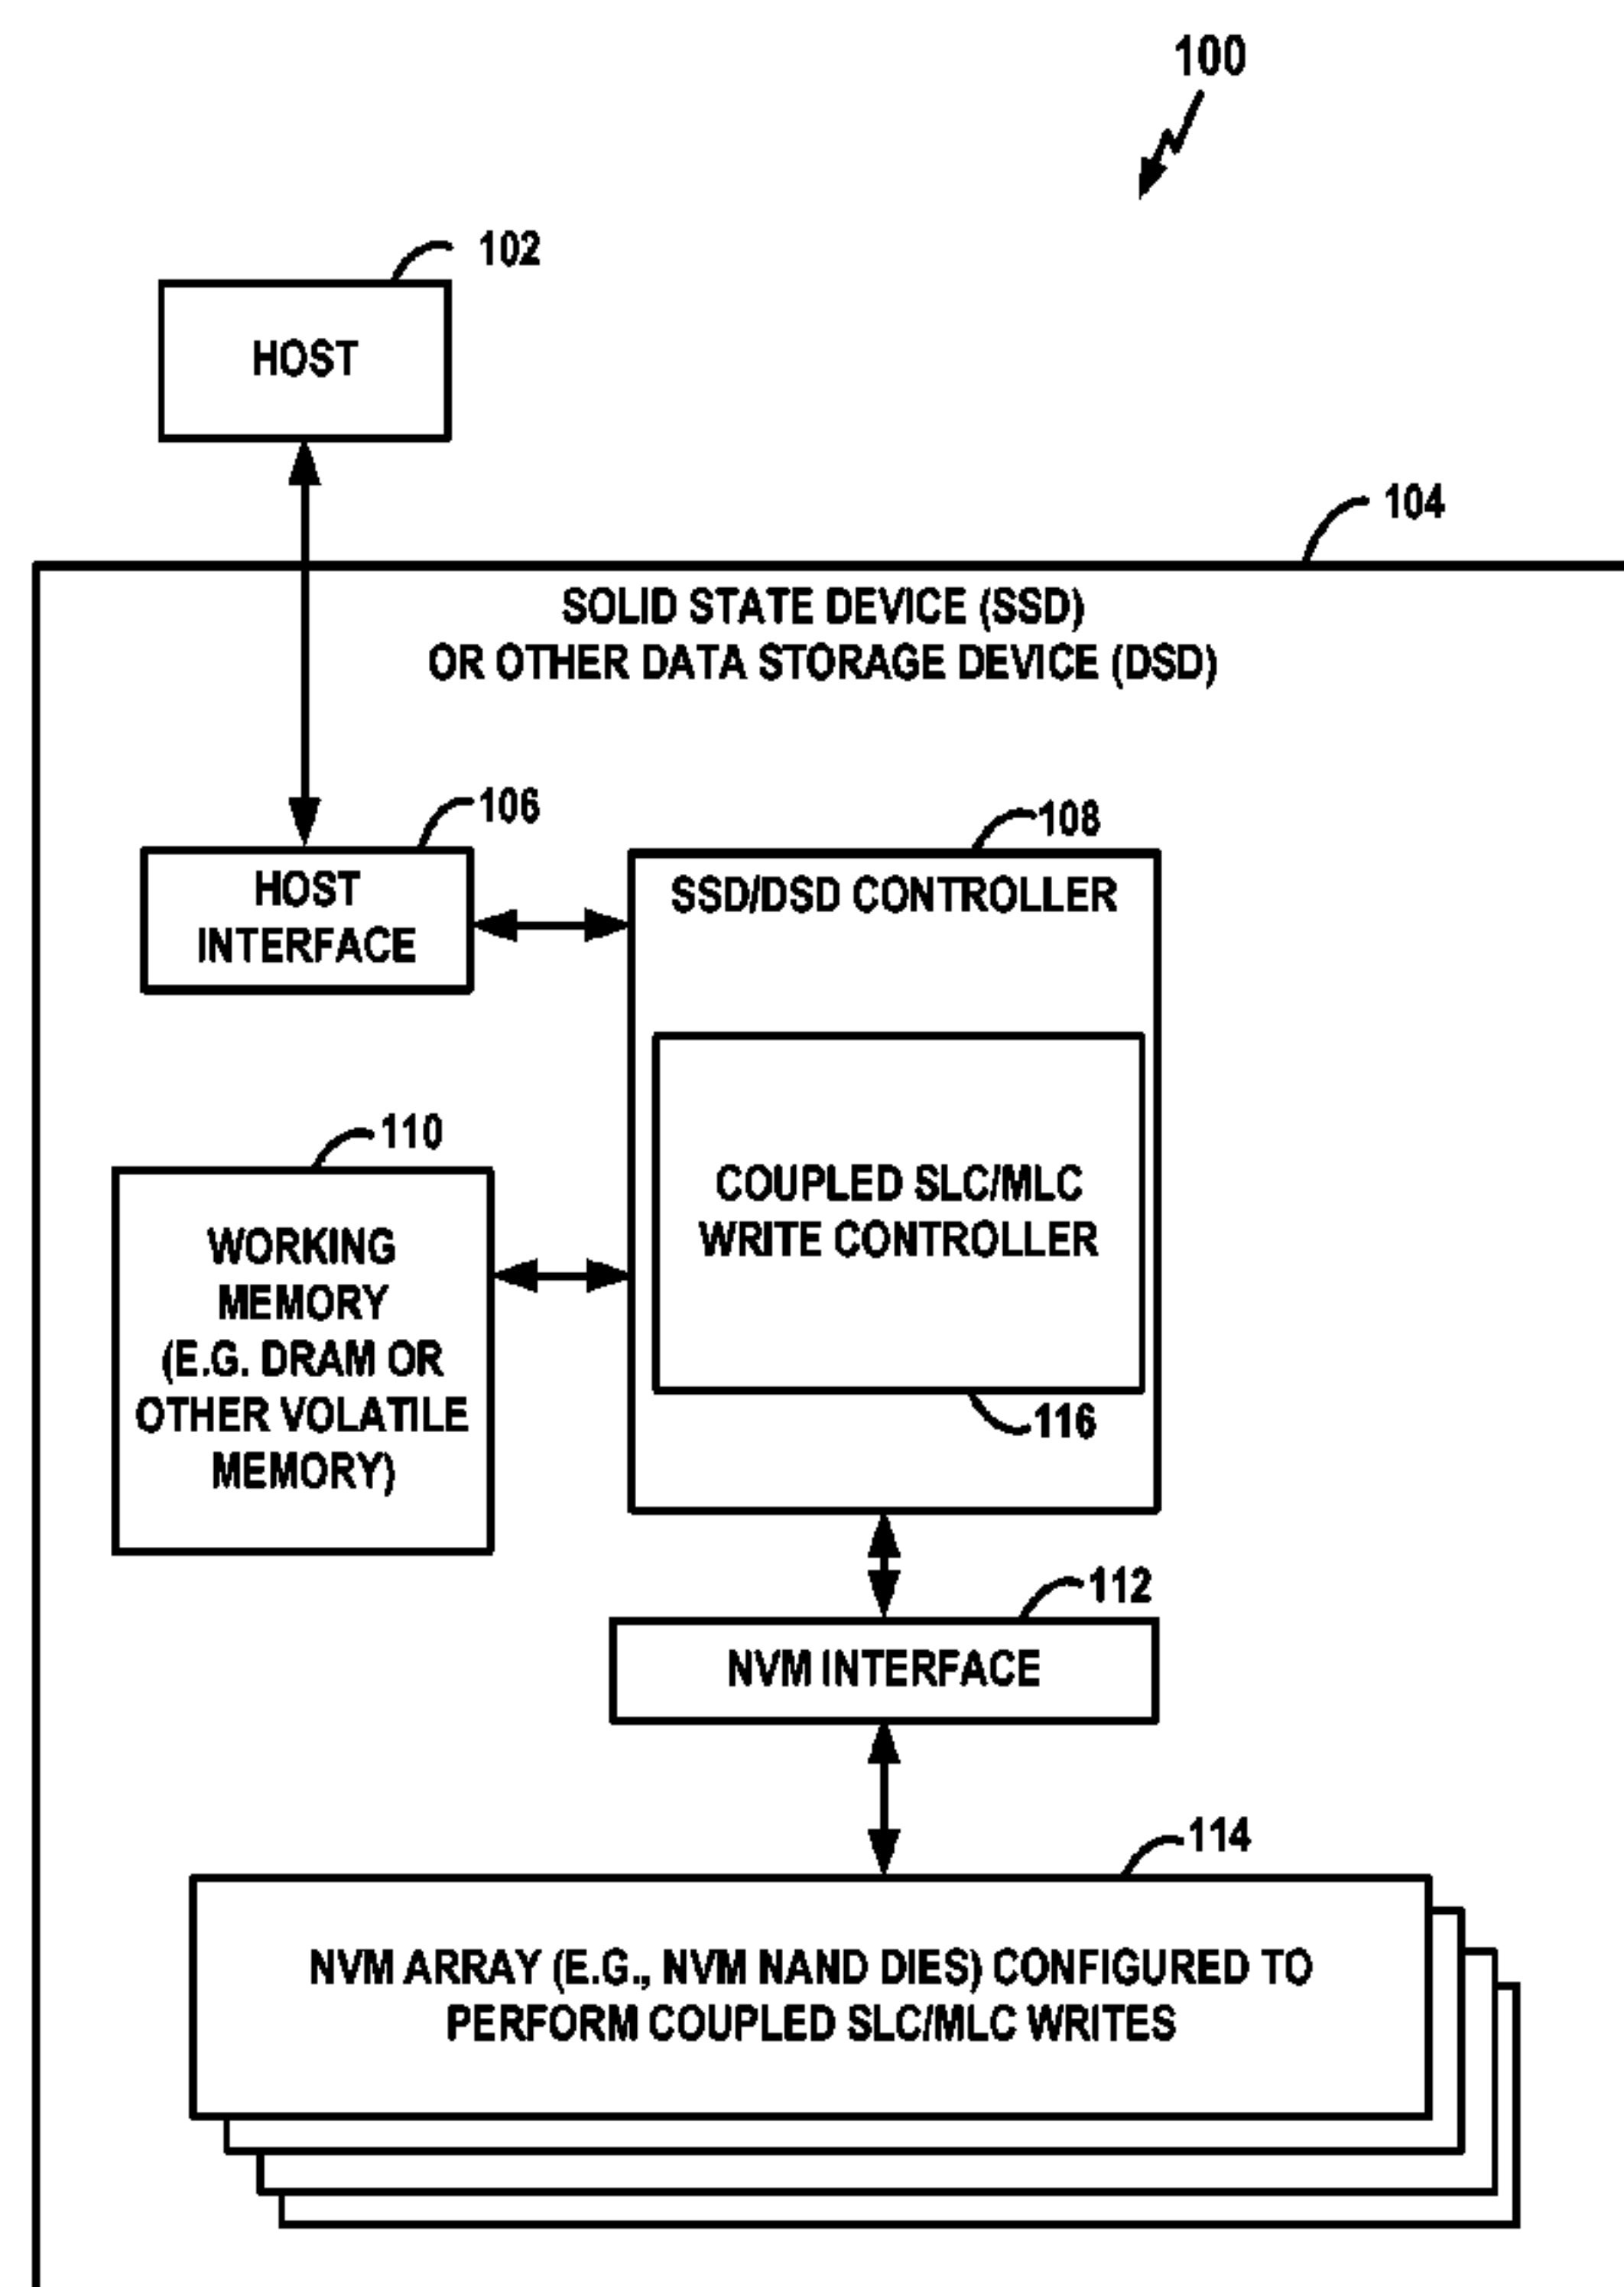 100
102
HOST
104
SOLID STATE DEVICE (SSD)
OR OTHER DATA STORAGE DEVICE (DSD)
106
HOST
INTERFACE
108
SSD/DSD CONTROLLER
110
WORKING
MEMORY
(E.G. DRAM OR
OTHER VOLATILE
MEMORY)
COUPLED SLC/MLC
WRITE CONTROLLER
116
112
NVM INTERFACE
114
NVM ARRAY (E.G., NVM NAND DIES) CONFIGURED TO
PERFORM COUPLED SLC/MLC WRITES